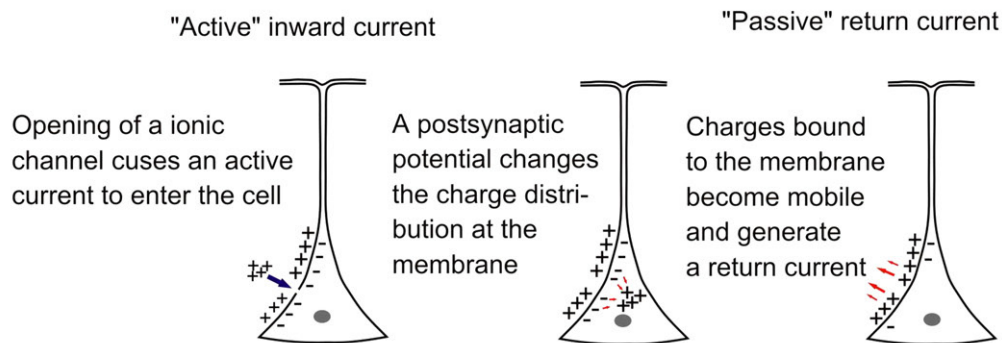 "Active" inward current
"Passive" return current
Opening of a ionic
channel cuses an active
current to enter the cell
A postsynaptic
potential changes
the charge distri-
bution at the
membrane
Charges bound
to the membrane
become mobile
and generate
a return current